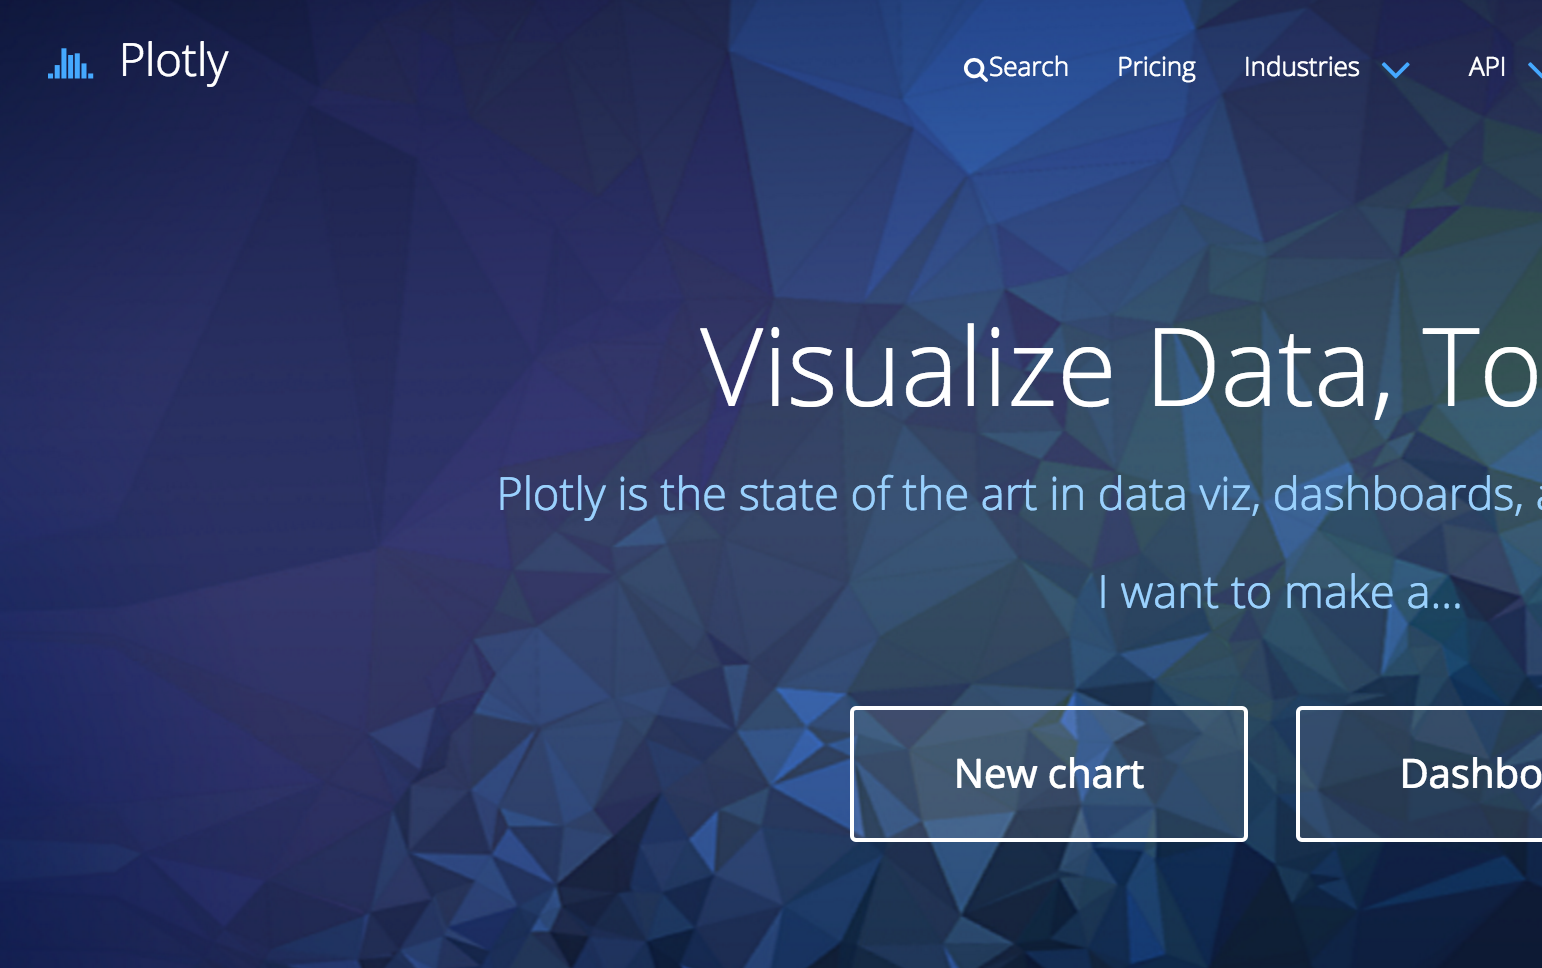 Plotly
Search Pricing Industries API
Visualize Data, To
Plotly is the state of the art in data viz, dashboards,
I want to make a...
New chart
Dashbo